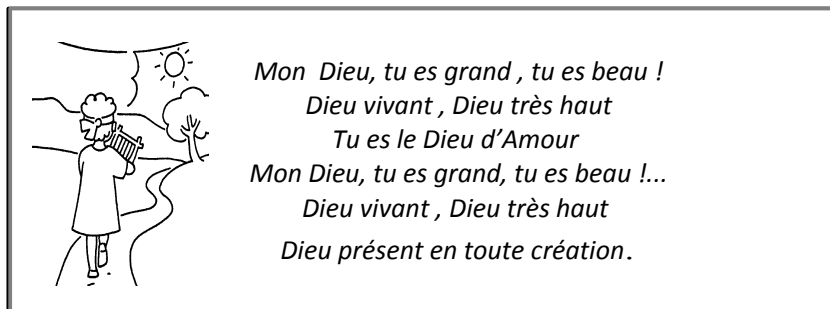 Mon  Dieu, tu es grand , tu es beau !
Dieu vivant , Dieu très haut
Tu es le Dieu d’Amour
Mon Dieu, tu es grand, tu es beau !...
Dieu vivant , Dieu très haut
Dieu présent en toute création.